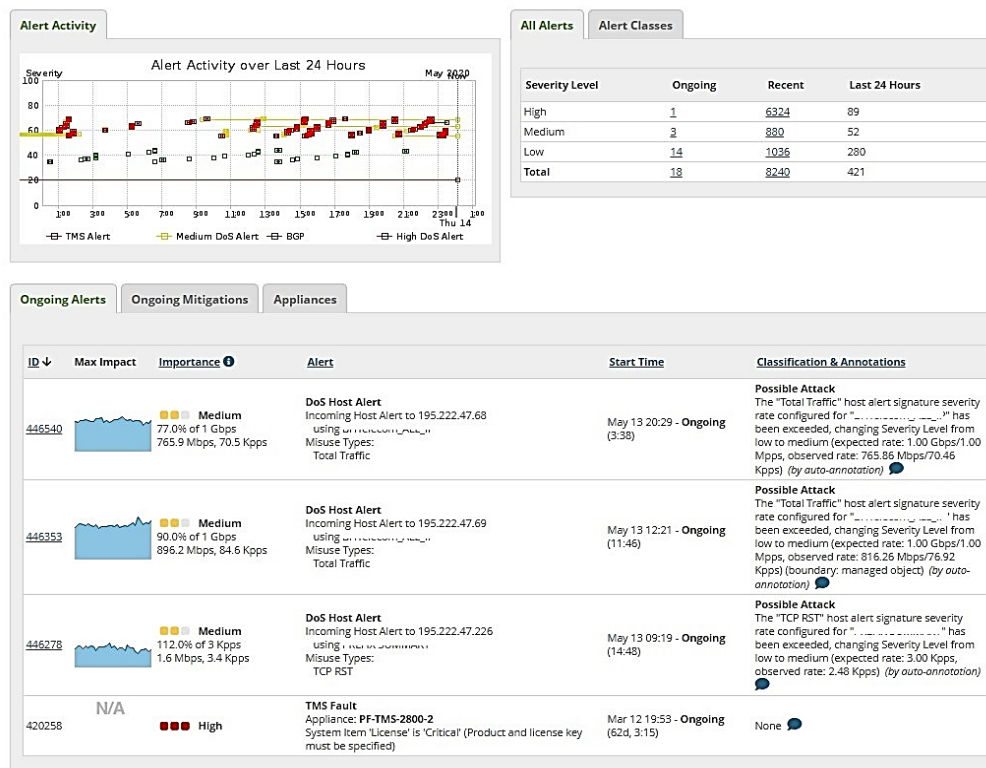 Alert Activity
Alert Activity over Last 24 Hours
Severity
May 2020
Now
100
80
60
40
20
0
1:00 3:00 5:00 7:00 9:00 11:00 13:00 15:00 17:00 19:00 21:00 23:00 1:00
Thu 14
TMS Alert Medium DoS Alert BGP High DoS Alert
All Alerts Alert Classes
Severity Level Ongoing Recent Last 24 Hours
High 1 6324 89
Medium 3 880 52
Low 14 1036 280
Total 18 8240 421
Ongoing Alerts Ongoing Mitigations Appliances
ID Max Impact Importance Alert Start Time Classification & Annotations
446540
Medium
77.0% of 1 Gbps
765.9 Mbps, 70.5 Kpps
DoS Host Alert
Incoming Host Alert to 195.222.47.68
using
Misuse Types:
Total Traffic
May 13 20:29 - Ongoing
(3:38)
Possible Attack
The "Total Traffic" host alert signature severity
rate configured for " " has
been exceeded, changing Severity Level from
low to medium (expected rate: 1.00 Gbps/1.00
Mpps, observed rate: 765.86 Mbps/70.46
Kpps) (by auto-annotation)
446353
Medium
90.0% of 1 Gbps
896.2 Mbps, 84.6 Kpps
DoS Host Alert
Incoming Host Alert to 195.222.47.69
using
Misuse Types:
Total Traffic
May 13 12:21 - Ongoing
(11:46)
Possible Attack
The "Total Traffic" host alert signature severity
rate configured for " " has
been exceeded, changing Severity Level from
low to medium (expected rate: 1.00 Gbps/1.00
Mpps, observed rate: 816.26 Mbps/76.92
Kpps) (boundary: managed object) (by auto-
annotation)
446278
Medium
112.0% of 3 Kpps
1.6 Mbps, 3.4 Kpps
DoS Host Alert
Incoming Host Alert to 195.222.47.226
using
Misuse Types:
TCP RST
May 13 09:19 - Ongoing
(14:48)
Possible Attack
The "TCP RST" host alert signature severity
rate configured for " " has
been exceeded, changing Severity Level from
low to medium (expected rate: 3.00 Kpps,
observed rate: 2.48 Kpps) (by auto-annotation)
420258
N/A
High
TMS Fault
Appliance: PF-TMS-2800-2
System Item 'License' is 'Critical' (Product and license key
must be specified)
Mar 12 19:53 - Ongoing
(62d, 3:15)
None